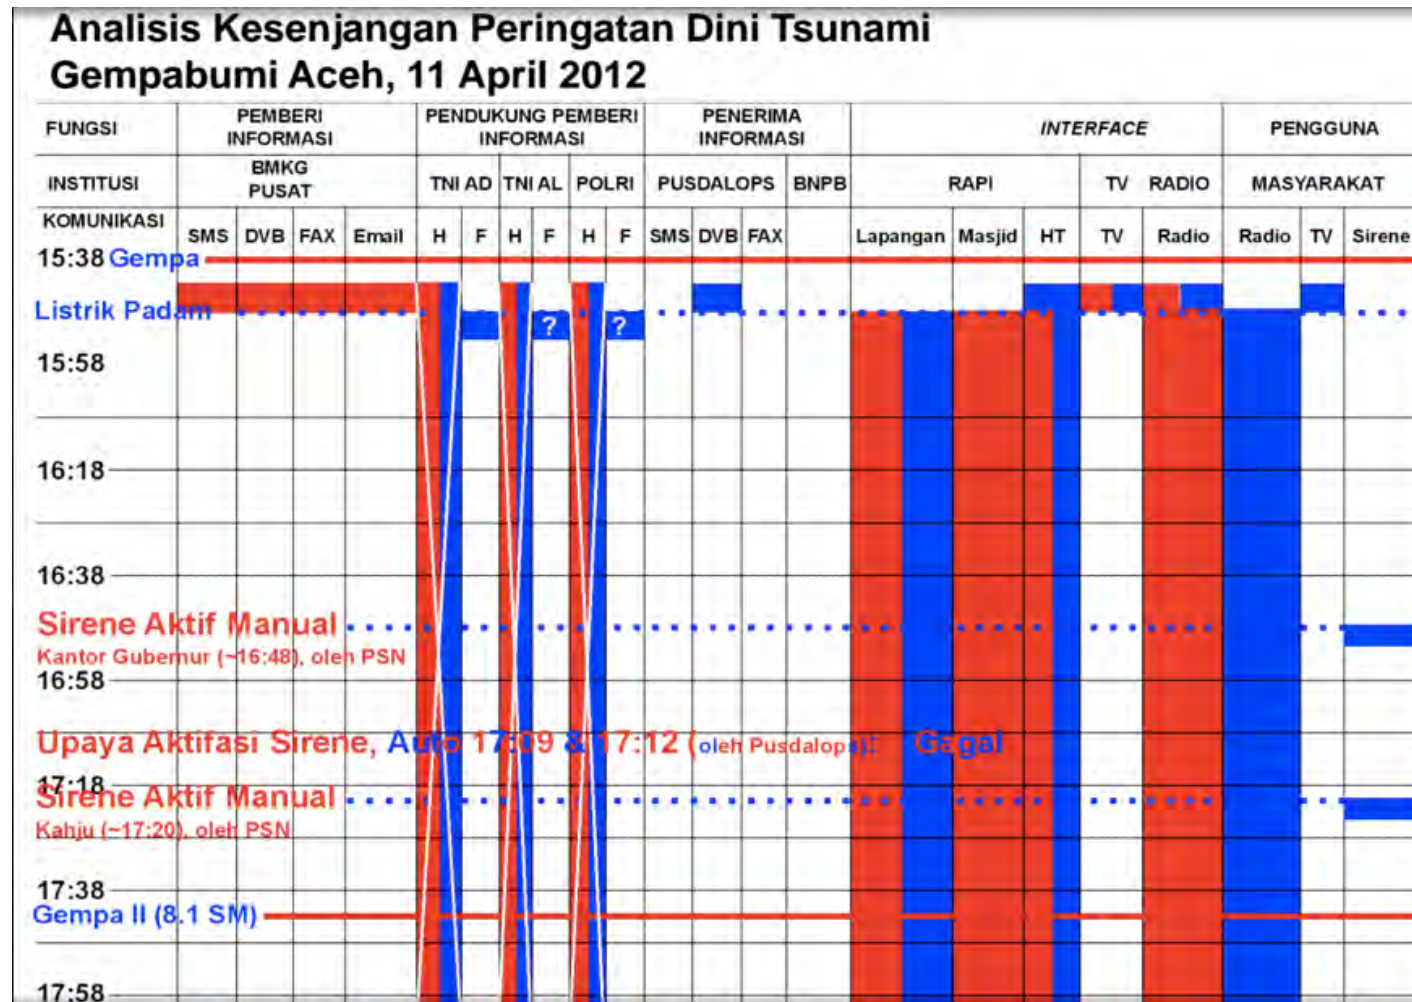 Analisis Kesenjangan Peringatan Dini Tsunami
Gempabumi Aceh, 11 April 2012
FUNGSI
PEMBERI
INFORMASI
PENDUKUNG PEMBERI
INFORMASI
PENERIMA
INFORMASI
INTERFACE
PENGGUNA
INSTITUSI
BMKG
PUSAT
TNI AD
TNI AL
POLRI
PUSDALOPS
BNPB
RAPI
TV
RADIO
MASYARAKAT
KOMUNIKASI
SMS
DVB
FAX
Email
H
F
H
F
H
F
SMS
DVB
FAX
Lapangan
Masjid
HT
TV
Radio
Radio
TV
Sirene
15:38
Gempa
Listrik Padam
?
?
15:58
16:18
16:38
Sirene Aktif Manual
Kantor Gubernur (~16:48), oleh PSN
16:58
Upaya Aktifasi Sirene, Auto 17:09 & 17:12 (oleh Pusdalops): Gagal
17:18
Sirene Aktif Manual
Kahju (~17:20), oleh PSN
17:38
Gempa II (8.1 SM)
17:58